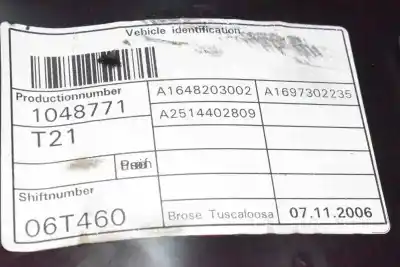 Vehicle identification
Productionnumber
1048771
A1648203002 A1697302235
T21
A2514402809
Shiftnumber
06T460
Brose Tuscaloosa 07.11.2006